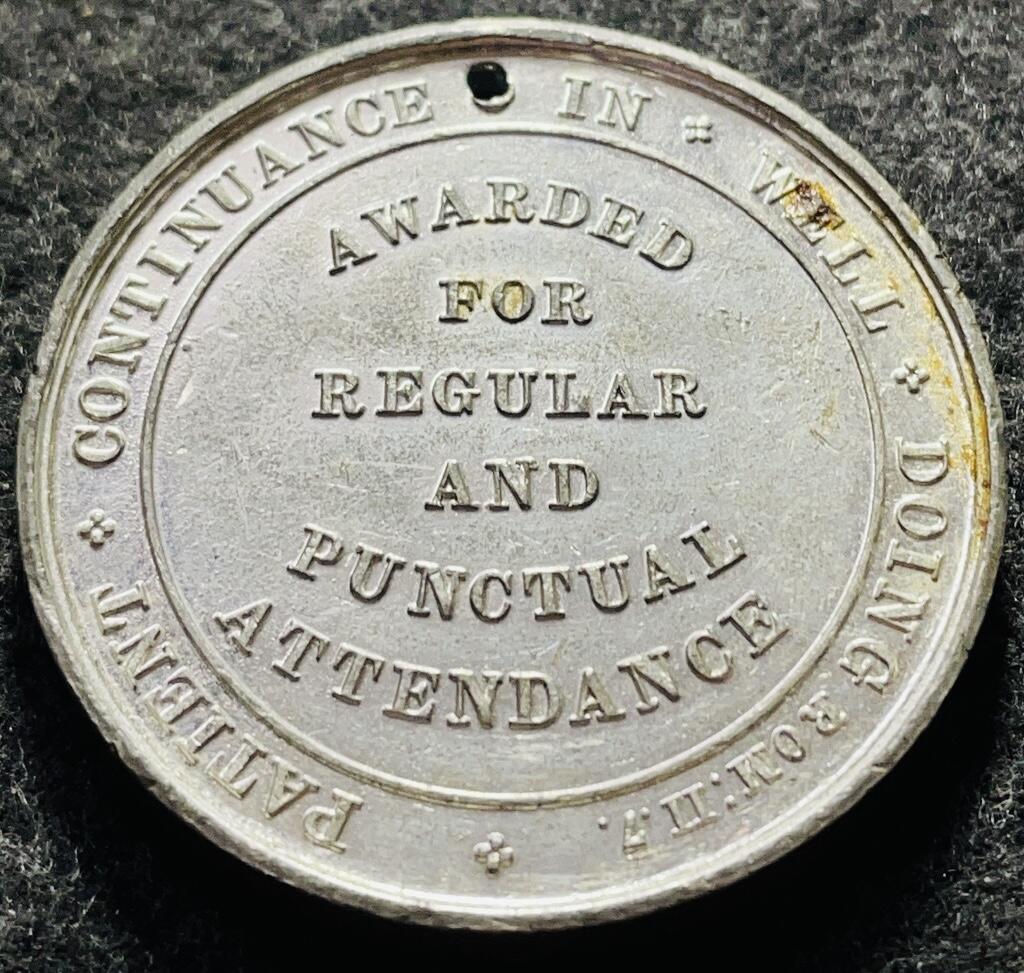 PATIENT CONTINUANCE IN WELL DOING ROM: II. 7.
AWARDED
FOR
REGULAR
AND
PUNCTUAL
ATTENDANCE